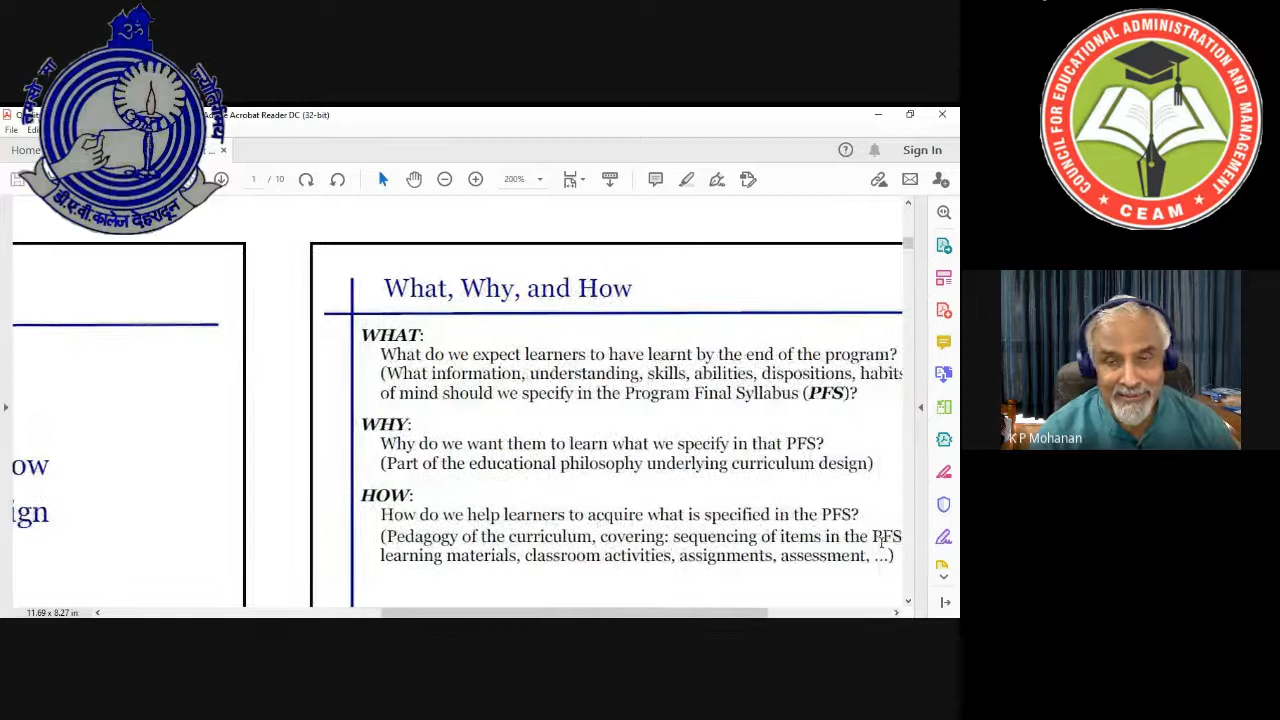 तमसो मा
ज्योतिर्गमय
डी.ए.वी. कालेज देहरादून
COUNCIL FOR EDUCATIONAL ADMINISTRATION AND MANAGEMENT
★ CEAM ★
be Acrobat Reader DC (32-bit)
File
Home
...
×
1 / 10
200%
Sign In
ow
ign
What, Why, and How
WHAT:
What do we expect learners to have learnt by the end of the program?
(What information, understanding, skills, abilities, dispositions, habits
of mind should we specify in the Program Final Syllabus (PFS)?
WHY:
Why do we want them to learn what we specify in that PFS?
(Part of the educational philosophy underlying curriculum design)
HOW:
How do we help learners to acquire what is specified in the PFS?
(Pedagogy of the curriculum, covering: sequencing of items in the PFS
learning materials, classroom activities, assignments, assessment, ...)
11.69 x 8.27 in
K P Mohanan